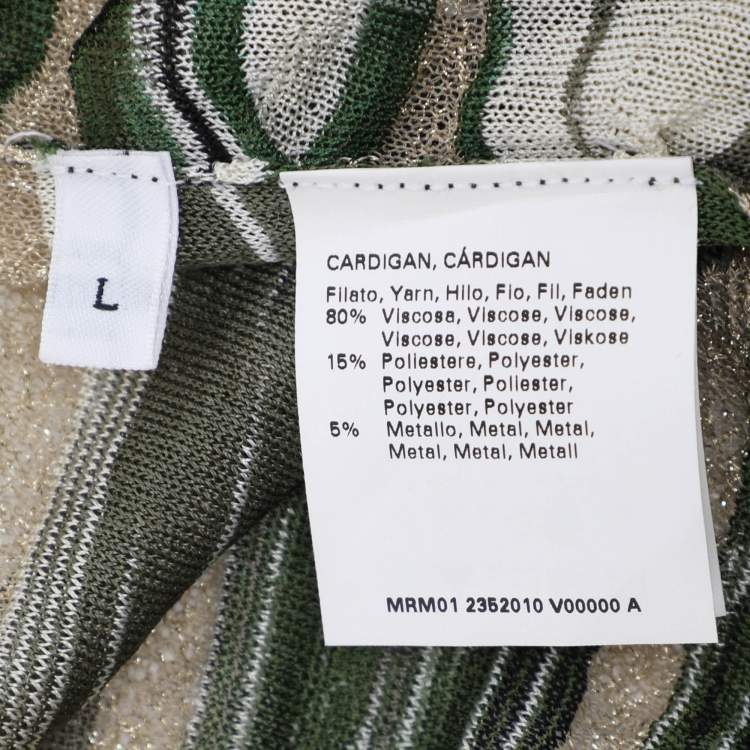 L
CARDIGAN, CÁRDIGAN
Filato, Yarn, Hilo, Fio, Fil, Faden
80% Viscosa, Viscose, Viscose,
Viscose, Viscose, Viskose
15% Poliestere, Polyester,
Polyester, Poliester,
Polyester, Polyester
5% Metallo, Metal, Metal,
Metal, Metal, Metall
MRM01 2352010 V00000 A